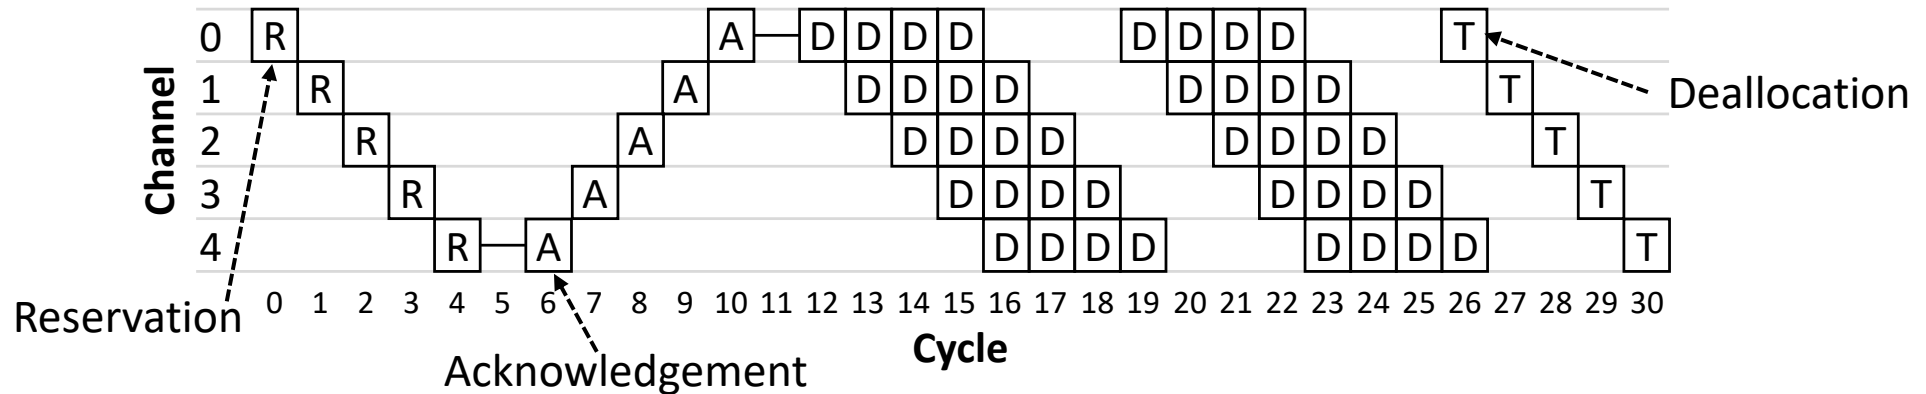 0 R A D D D D D D D D T
1 R A D D D D D D D D T Deallocation
2 R A D D D D D D D D T
3 R A D D D D D D D D T
4 R A D D D D D D D D T
Channel
Reservation 0 1 2 3 4 5 6 7 8 9 10 11 12 13 14 15 16 17 18 19 20 21 22 23 24 25 26 27 28 29 30
Cycle
Acknowledgement